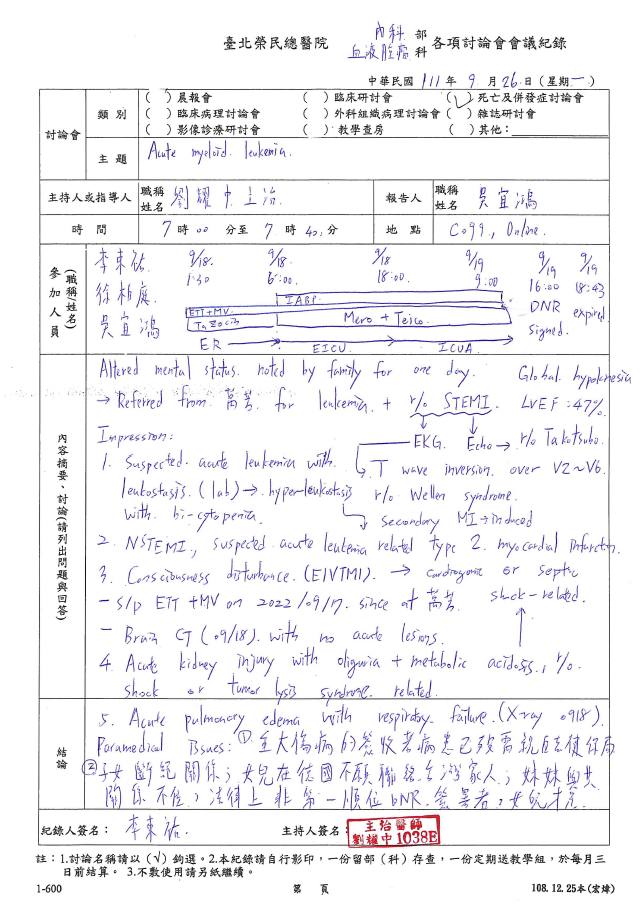 臺北榮民總醫院 內科部 血液腫瘤科 各項討論會會議紀錄
中華民國 111 年 9 月 26 日 (星期一)
討論會
類別
( ) 晨報會 ( ) 臨床研討會 (√) 死亡及併發症討論會
( ) 臨床病理討論會 ( ) 外科組織病理討論會 ( ) 雜誌研討會
( ) 影像診療研討會 ( ) 教學查房 ( ) 其他:
主題 Acute myeloid leukemia.
主持人或指導人 職稱姓名 劉耀中 主治 報告人 職稱姓名 吳宜鴻
時間 7 時 00 分至 7 時 40 分 地點 C099, Online.
參加人員 (職稱/姓名)
李東祐
徐柏庭
吳宜鴻
9/18. 9/18. 9/18 9/19 9/19 9/19
1:30 6:00. 18:00 9:00 16:00 18:43
IABP DNR expired
ETT+MV signed.
Tazocin Mero + Teico.
ER EICU ICUA
內容摘要、討論(請列出問題與回答)
Altered mental status noted by family for one day. Global hypokinesia
→ Referred from 萬芳 for leukemia + r/o STEMI. LVEF: 47%.
Impression: EKG. Echo → r/o Takotsubo.
1. Suspected acute leukemia with T wave inversion over V2~V6.
leukostasis. (lab) → hyperleukostasis r/o Wellen syndrome.
with bi-cytopenia. secondary MI → induced
2. NSTEMI, suspected acute leukemia related type 2 myocardial infarction.
3. Consciousness disturbance. (E1VTM1). → cardiogenic or septic
- s/p ETT + MV on 2022/09/17. since at 萬芳 shock-related.
- Brain CT (09/18). with no acute lesions.
4. Acute kidney injury with oliguria + metabolic acidosis, r/o.
shock or tumor lysis syndrome related.
結論
5. Acute pulmonary edema with respiratory failure. (X-ray 0918).
Paramedical Issues: ① 重大傷病的簽收若病患已故需親自去健保局
② 子女斷絕關係; 女兒在德國不願聯絡台灣家人; 妹妹與其
關係不佳, 法律上非第一順位 DNR 簽署者, 女兒才是
紀錄人簽名: 李東祐 主持人簽名: 主治醫師 劉耀中1038E
註:1.討論名稱請以 (√) 鉤選。2.本紀錄請自行影印,一份留部 (科) 存查,一份定期送教學組,於每月三
日前結算。 3.不敷使用請另紙繼續。
1-600 第 頁 108.12.25本(宏煒)